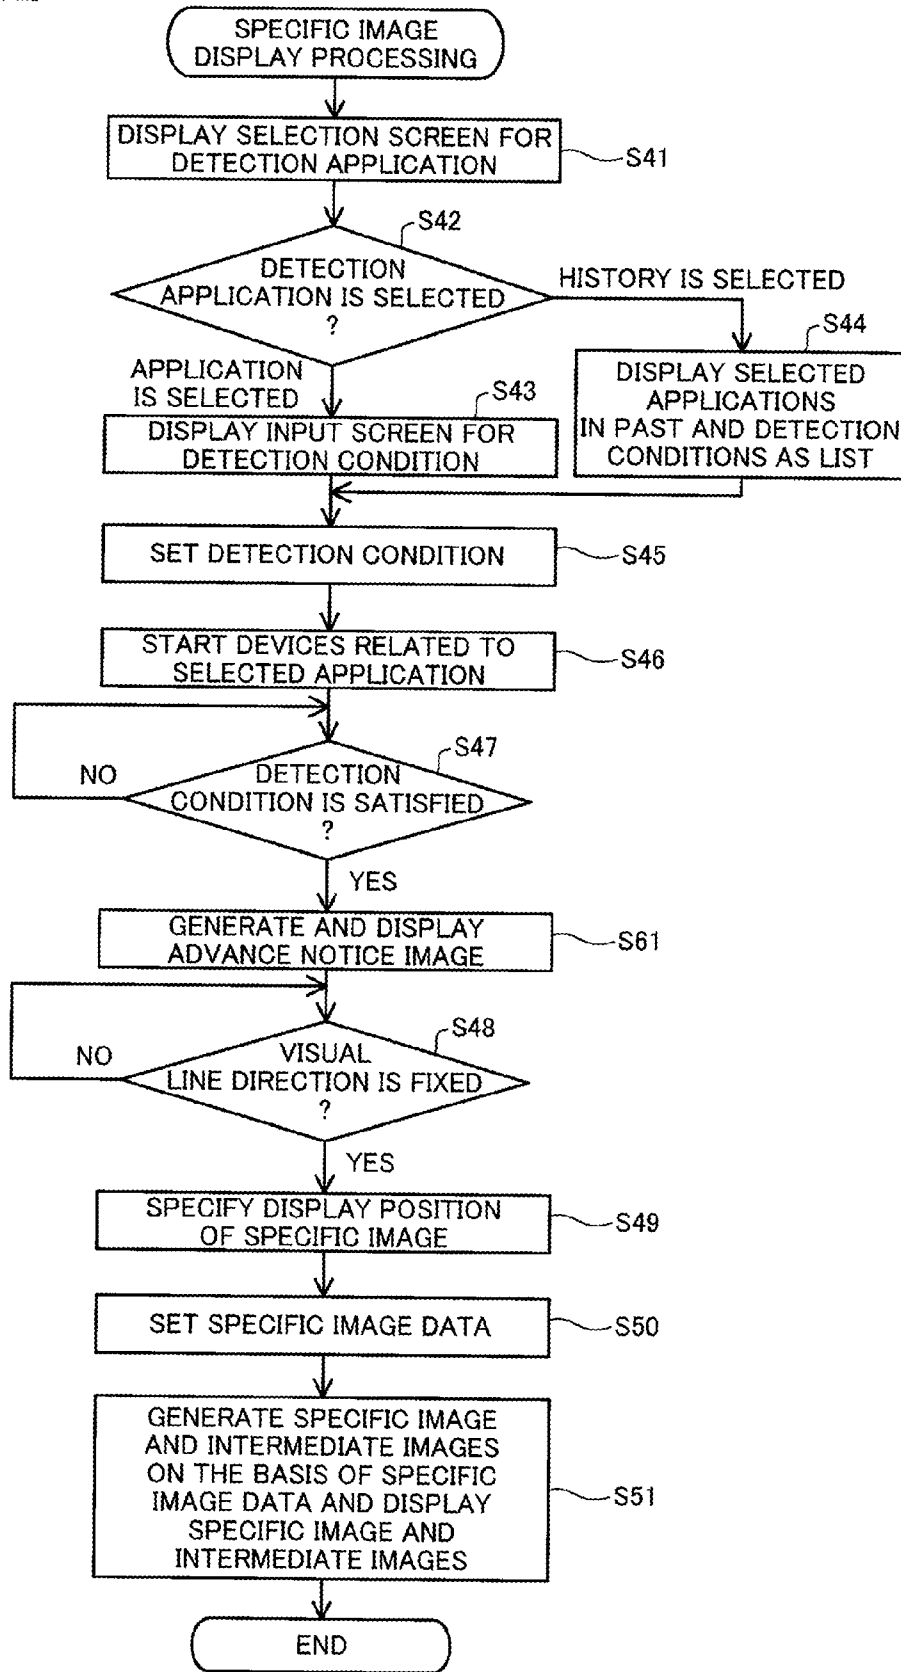 SPECIFIC IMAGE
DISPLAY PROCESSING
DISPLAY SELECTION SCREEN FOR
DETECTION APPLICATION
S41
S42
DETECTION
APPLICATION IS SELECTED
?
HISTORY IS SELECTED
S44
DISPLAY SELECTED
APPLICATIONS
IN PAST AND DETECTION
CONDITIONS AS LIST
APPLICATION
IS SELECTED
S43
DISPLAY INPUT SCREEN FOR
DETECTION CONDITION
SET DETECTION CONDITION
S45
START DEVICES RELATED TO
SELECTED APPLICATION
S46
S47
DETECTION
CONDITION IS SATISFIED
?
NO
YES
GENERATE AND DISPLAY
ADVANCE NOTICE IMAGE
S61
S48
VISUAL
LINE DIRECTION IS FIXED
?
NO
YES
SPECIFY DISPLAY POSITION
OF SPECIFIC IMAGE
S49
SET SPECIFIC IMAGE DATA
S50
GENERATE SPECIFIC IMAGE
AND INTERMEDIATE IMAGES
ON THE BASIS OF SPECIFIC
IMAGE DATA AND DISPLAY
SPECIFIC IMAGE AND
INTERMEDIATE IMAGES
S51
END